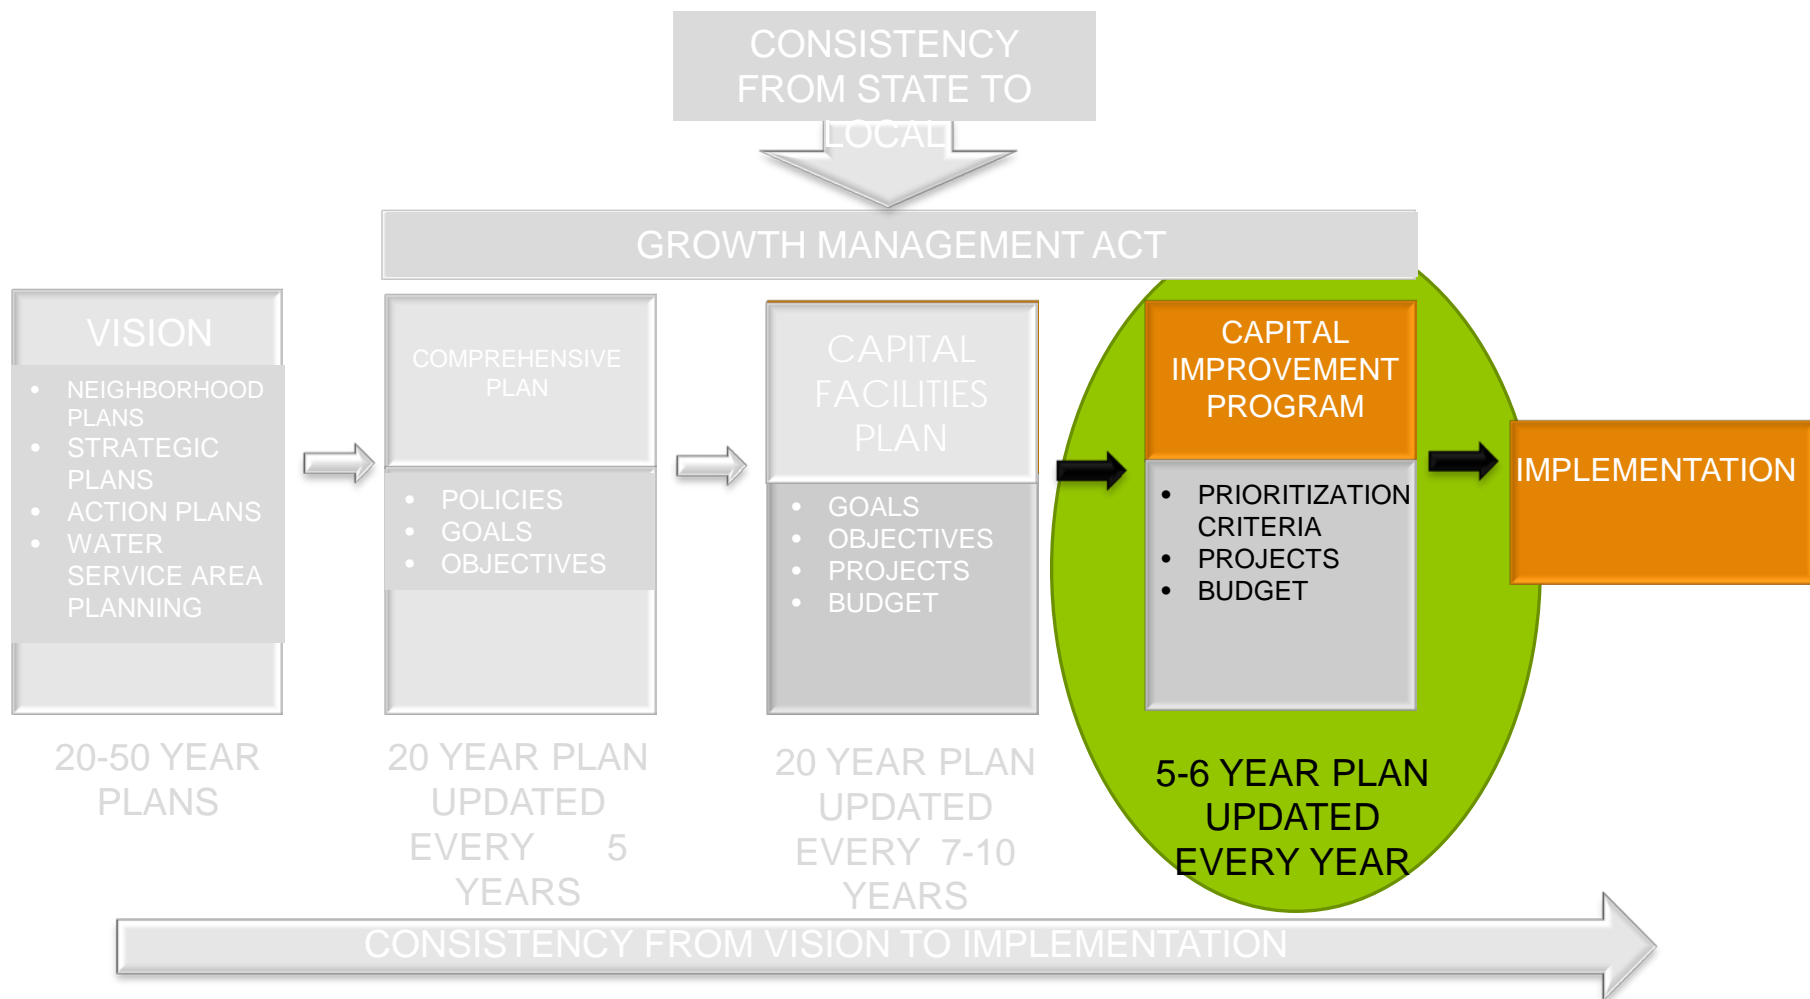 CONSISTENCY
FROM STATE TO
LOCAL
GROWTH MANAGEMENT ACT
VISION
• NEIGHBORHOOD
PLANS
• STRATEGIC
PLANS
• ACTION PLANS
• WATER
SERVICE AREA
PLANNING
20-50 YEAR
PLANS
COMPREHENSIVE
PLAN
• POLICIES
• GOALS
• OBJECTIVES
20 YEAR PLAN
UPDATED
EVERY 5
YEARS
CAPITAL
FACILITIES
PLAN
• GOALS
• OBJECTIVES
• PROJECTS
• BUDGET
20 YEAR PLAN
UPDATED
EVERY 7-10
YEARS
CAPITAL
IMPROVEMENT
PROGRAM
• PRIORITIZATION
CRITERIA
• PROJECTS
• BUDGET
5-6 YEAR PLAN
UPDATED
EVERY YEAR
IMPLEMENTATION
CONSISTENCY FROM VISION TO IMPLEMENTATION